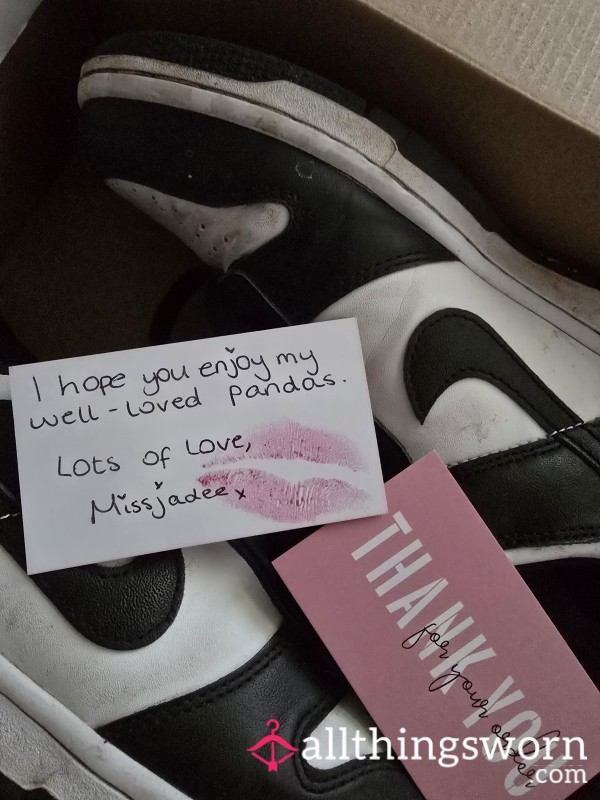 I hope you enjoy my
well-loved Pandas.
Lots of Love,
Missjadee x
THANK YOU
for your order
allthingsworn
.com